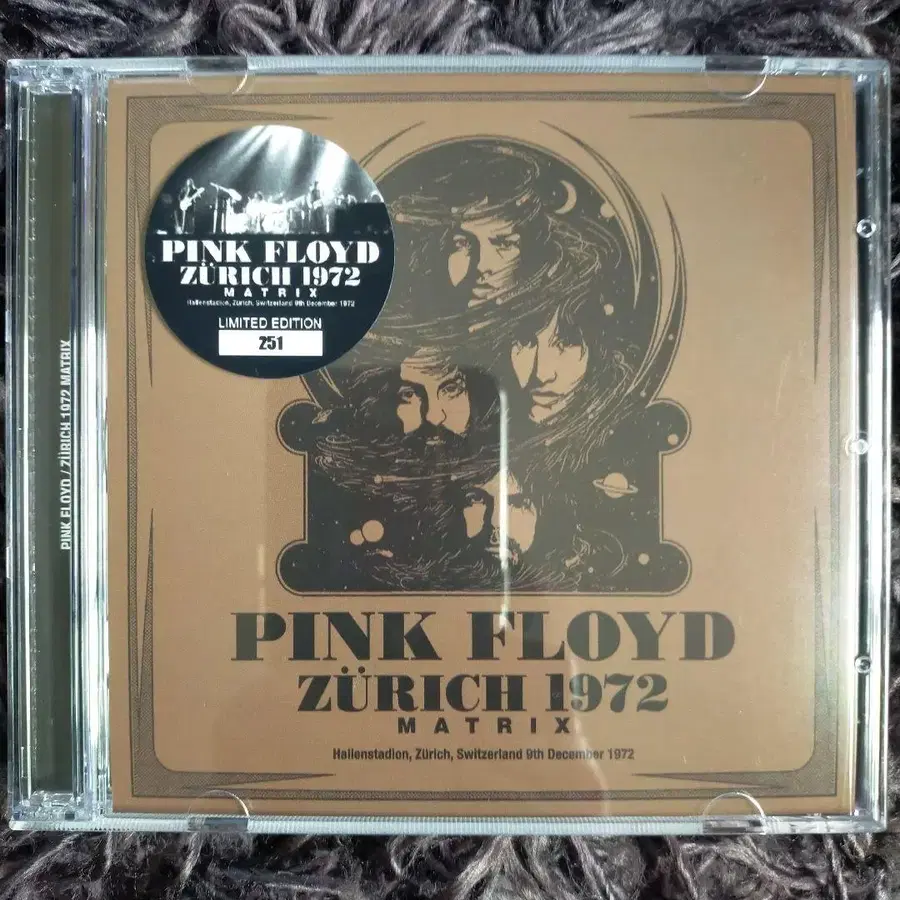 PINK FLOYD
ZÜRICH 1972
MATRIX
Hallenstadion, Zürich, Switzerland 9th December 1972
LIMITED EDITION
251
PINK FLOYD / ZÜRICH 1972 MATRIX
PINK FLOYD
ZÜRICH 1972
MATRIX
Hallenstadion, Zürich, Switzerland 9th December 1972